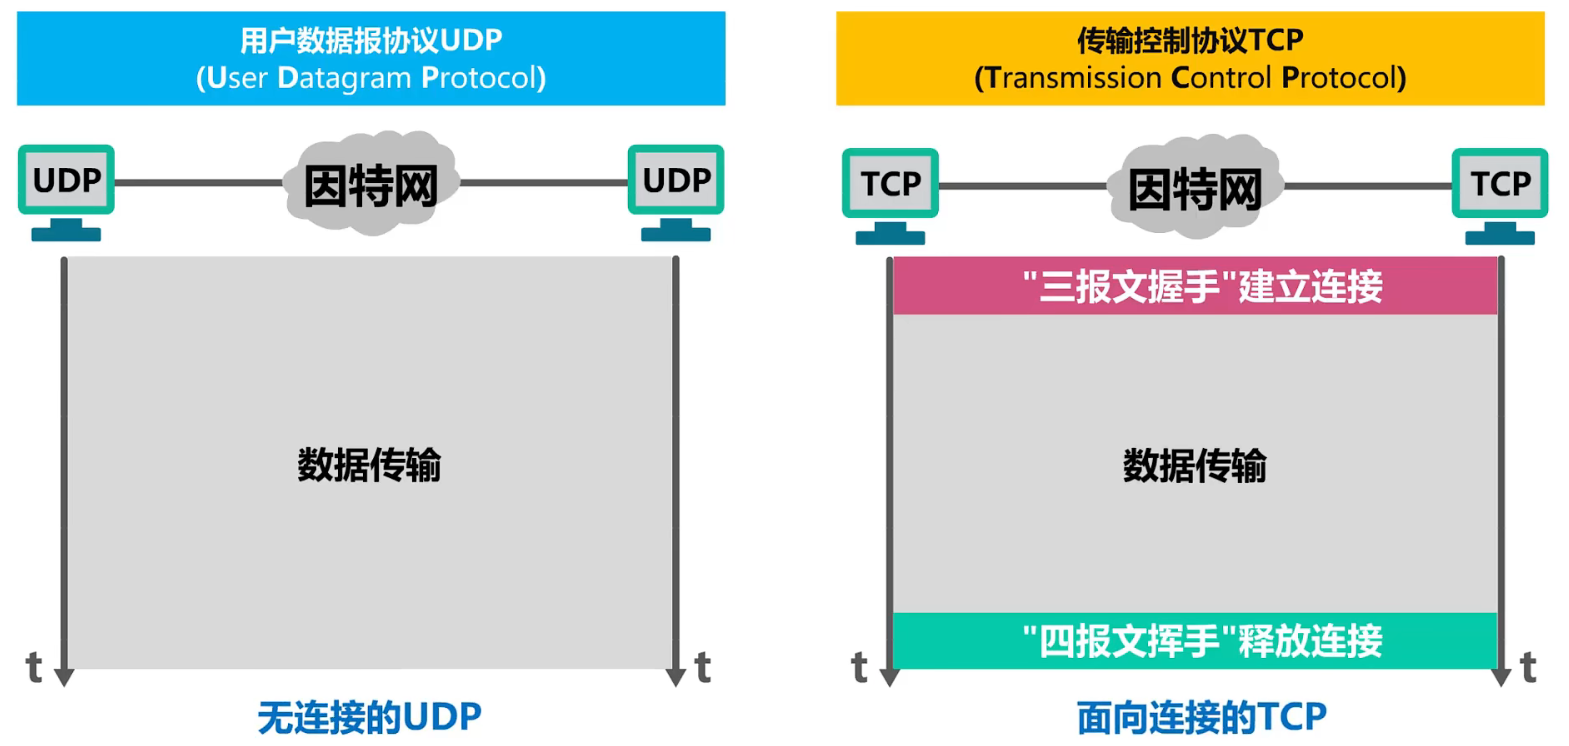 用户数据报协议UDP
(User Datagram Protocol)
UDP
因特网
UDP
数据传输
t
t
无连接的UDP
传输控制协议TCP
(Transmission Control Protocol)
TCP
因特网
TCP
"三报文握手"建立连接
数据传输
"四报文挥手"释放连接
t
t
面向连接的TCP